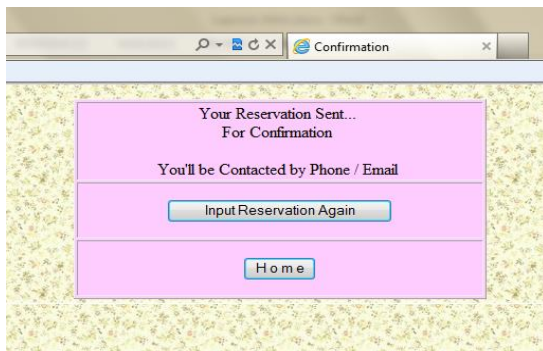 Confirmation
Your Reservation Sent...
For Confirmation
You'll be Contacted by Phone / Email
Input Reservation Again
H o m e